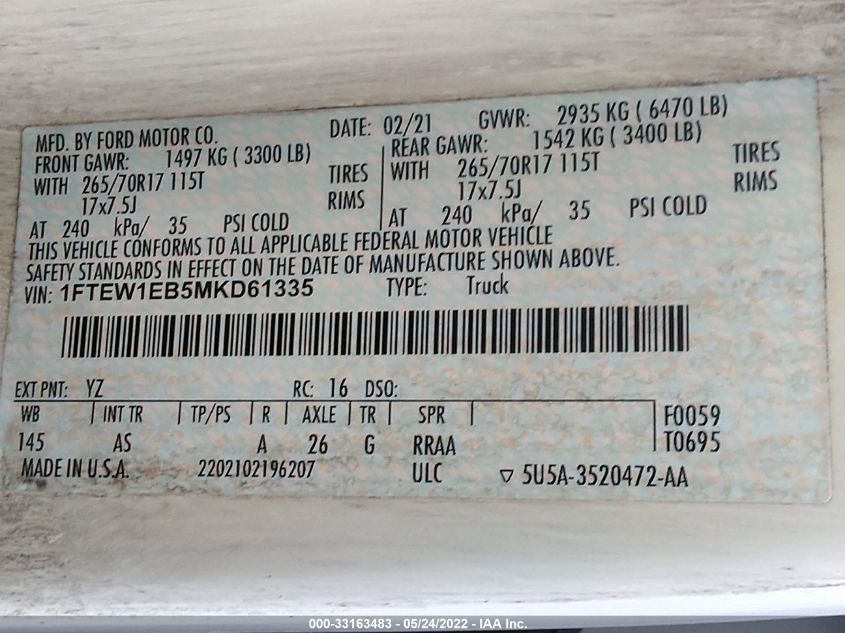 MFD. BY FORD MOTOR CO. DATE: 02/21 GVWR: 2935 KG ( 6470 LB)
FRONT GAWR: 1497 KG ( 3300 LB) REAR GAWR: 1542 KG ( 3400 LB)
WITH 265/70R17 115T TIRES WITH 265/70R17 115T TIRES
17x7.5J RIMS 17x7.5J RIMS
AT 240 kPa/ 35 PSI COLD AT 240 kPa/ 35 PSI COLD
THIS VEHICLE CONFORMS TO ALL APPLICABLE FEDERAL MOTOR VEHICLE
SAFETY STANDARDS IN EFFECT ON THE DATE OF MANUFACTURE SHOWN ABOVE.
VIN: 1FTEW1EB5MKD61335 TYPE: Truck
EXT PNT: YZ RC: 16 DSO:
WB INT TR TP/PS R AXLE TR SPR F0059
145 AS A 26 G RRAA T0695
MADE IN U.S.A. 2202102196207 ULC ▽ 5U5A-3520472-AA
000-33163483 - 05/24/2022 - IAA Inc.